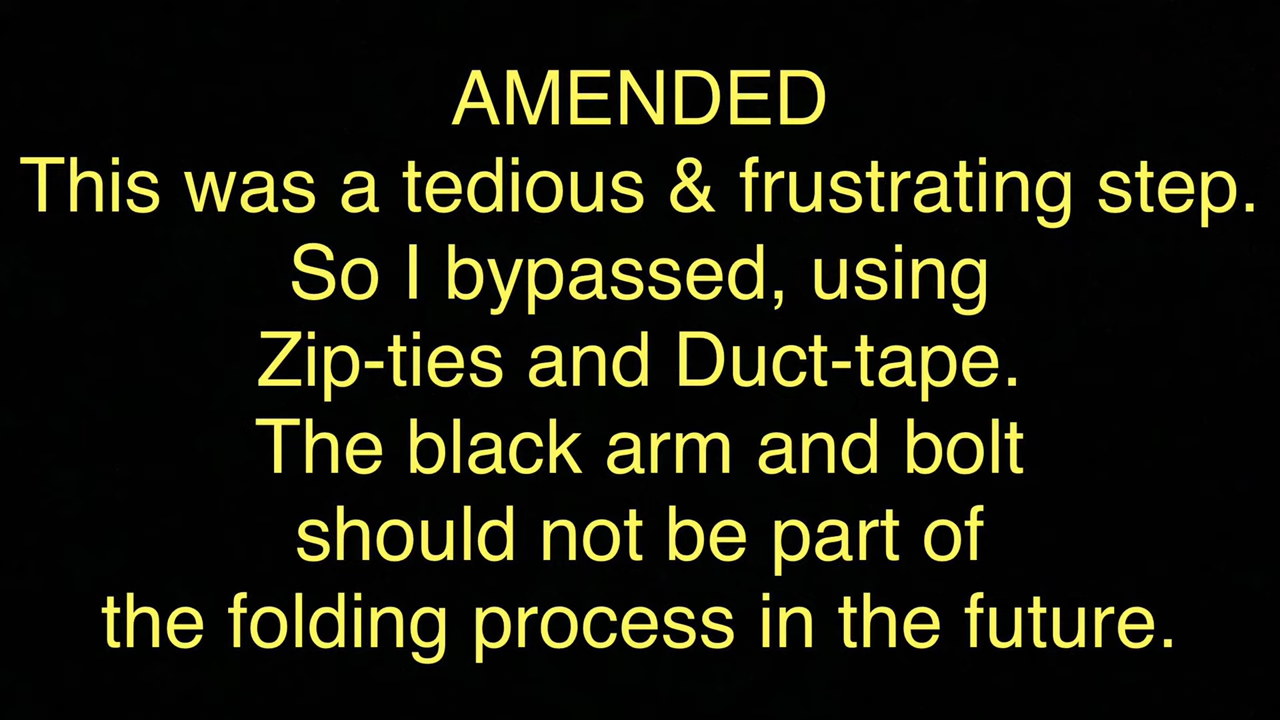 AMENDED
This was a tedious & frustrating step.
So I bypassed, using
Zip-ties and Duct-tape.
The black arm and bolt
should not be part of
the folding process in the future.